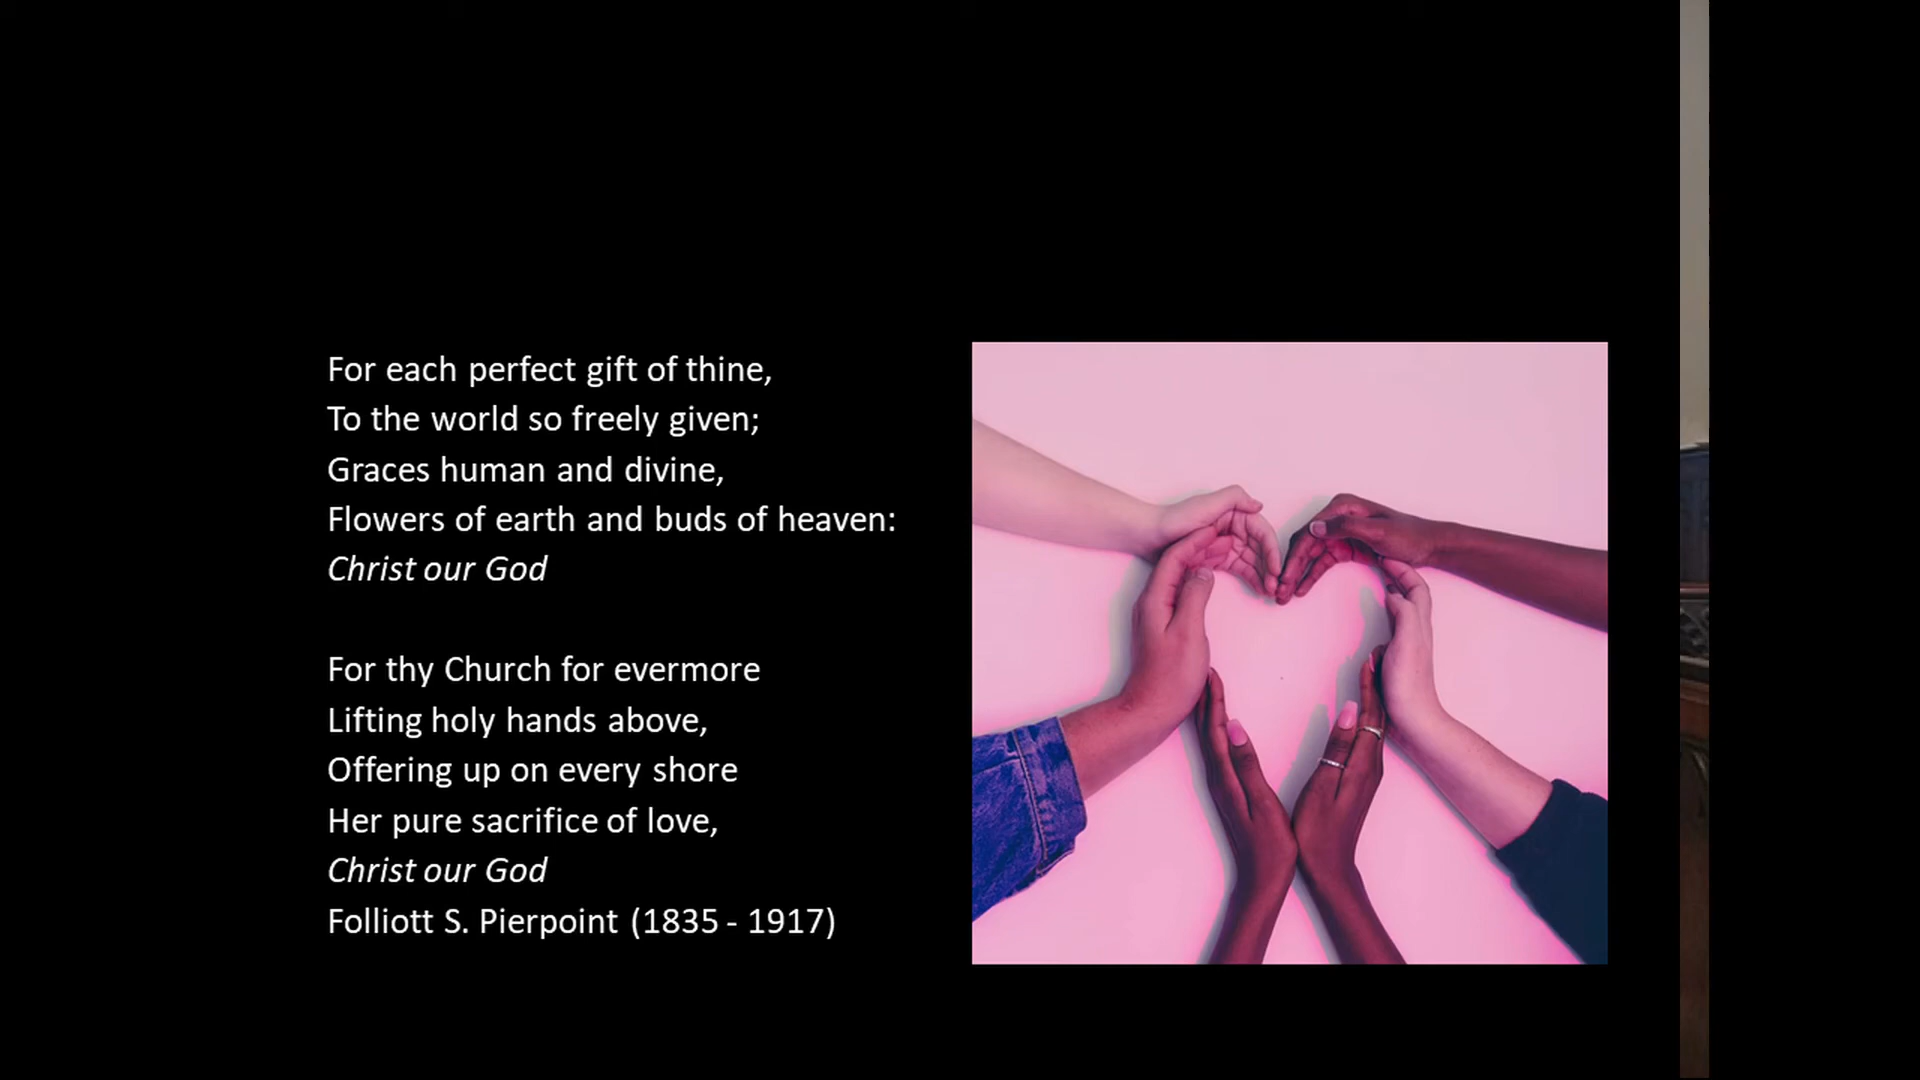 For each perfect gift of thine,
To the world so freely given;
Graces human and divine,
Flowers of earth and buds of heaven:
Christ our God
For thy Church for evermore
Lifting holy hands above,
Offering up on every shore
Her pure sacrifice of love,
Christ our God
Folliott S. Pierpoint (1835 - 1917)